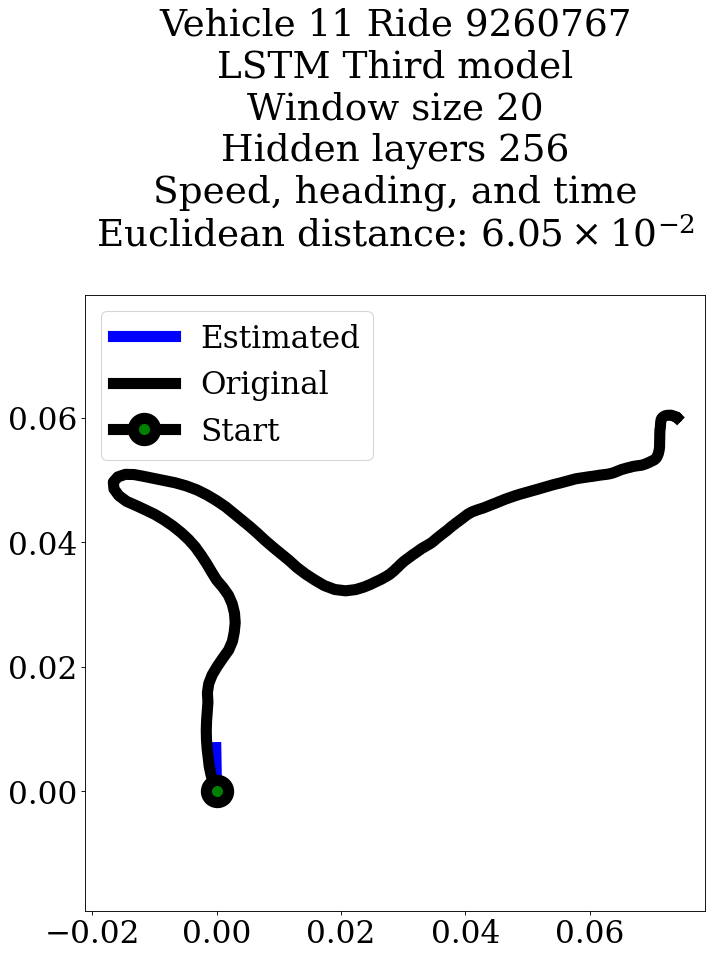 Vehicle 11 Ride 9260767
LSTM Third model
Window size 20
Hidden layers 256
Speed, heading, and time
Euclidean distance: 6.05 × 10⁻²
Estimated
Original
Start
0.06
0.04
0.02
0.00
−0.02 0.00 0.02 0.04 0.06